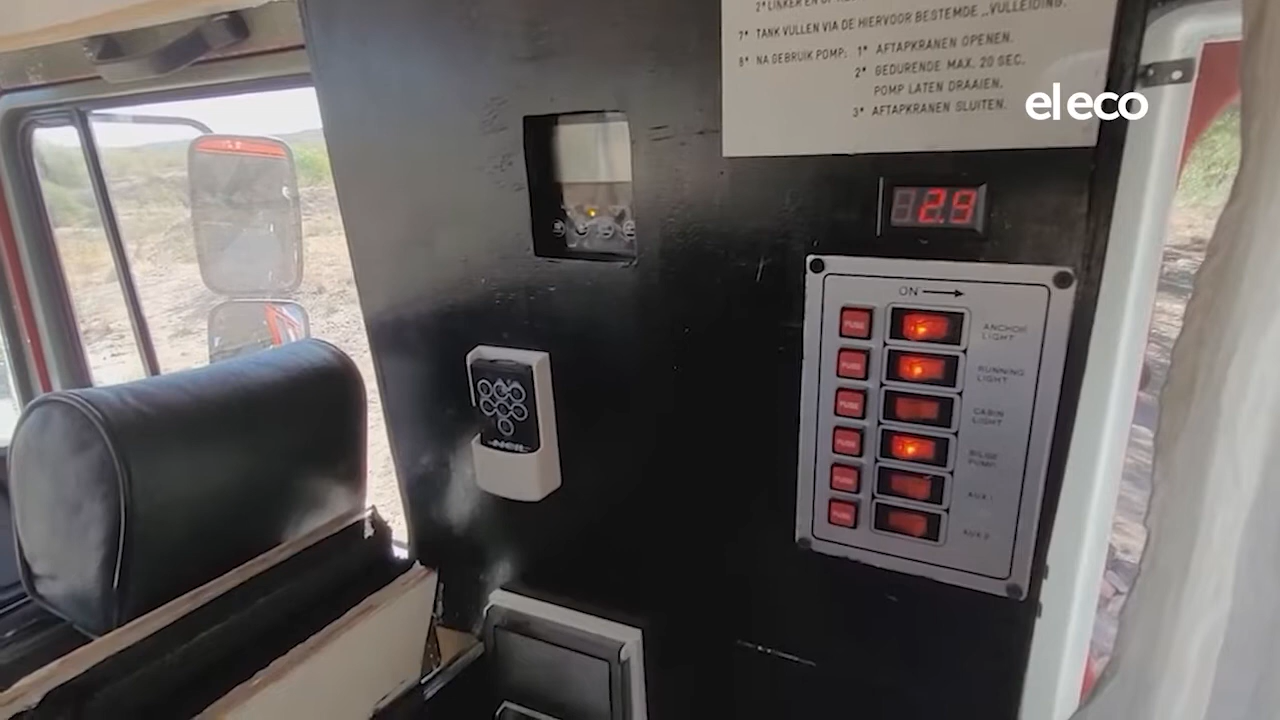 7° TANK VULLEN VIA DE HIERVOOR BESTEMDE „VULLEIDING.
8° NA GEBRUIK POMP: 1° AFTAPKRANEN OPENEN.
2° GEDURENDE MAX. 20 SEC.
POMP LATEN DRAAIEN.
3° AFTAPKRANEN SLUITEN.
el eco
2.9
ON
FUSE ANCHOR LIGHT
FUSE RUNNING LIGHT
FUSE CABIN LIGHT
FUSE BILGE PUMP
FUSE AUX 1
FUSE AUX 2